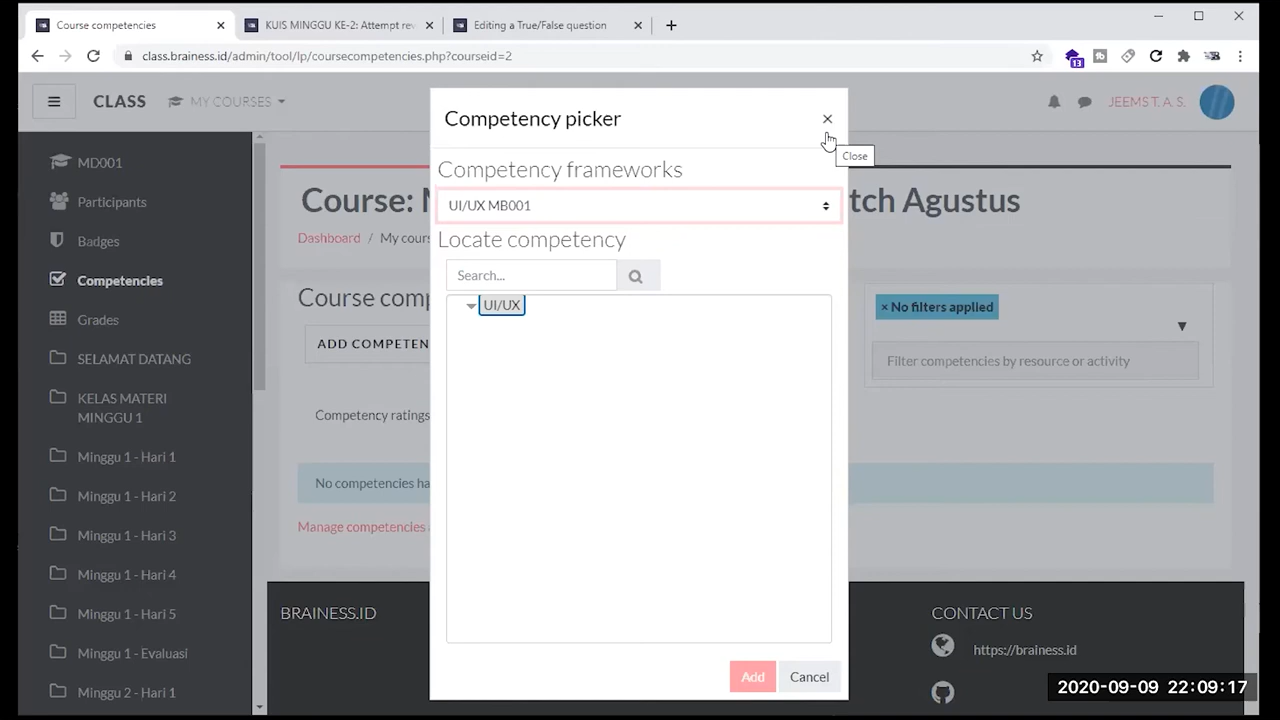 Course competencies
KUIS MINGGU KE-2: Attempt rev
Editing a True/False question
class.brainess.id/admin/tool/lp/coursecompetencies.php?courseid=2
13
CLASS
MY COURSES
JEEMS T. A. S.
Competency picker
Close
Competency frameworks
UI/UX MB001
Locate competency
Search...
UI/UX
Add
Cancel
MD001
Participants
Badges
Competencies
Grades
SELAMAT DATANG
KELAS MATERI
MINGGU 1
Minggu 1 - Hari 1
Minggu 1 - Hari 2
Minggu 1 - Hari 3
Minggu 1 - Hari 4
Minggu 1 - Hari 5
Minggu 1 - Evaluasi
Minggu 2 - Hari 1
Course:
tch Agustus
Dashboard / My cour
Course comp
ADD COMPETEN
× No filters applied
Filter competencies by resource or activity
Competency ratings
No competencies ha
Manage competencies
BRAINESS.ID
CONTACT US
https://brainess.id
2020-09-09 22:09:17